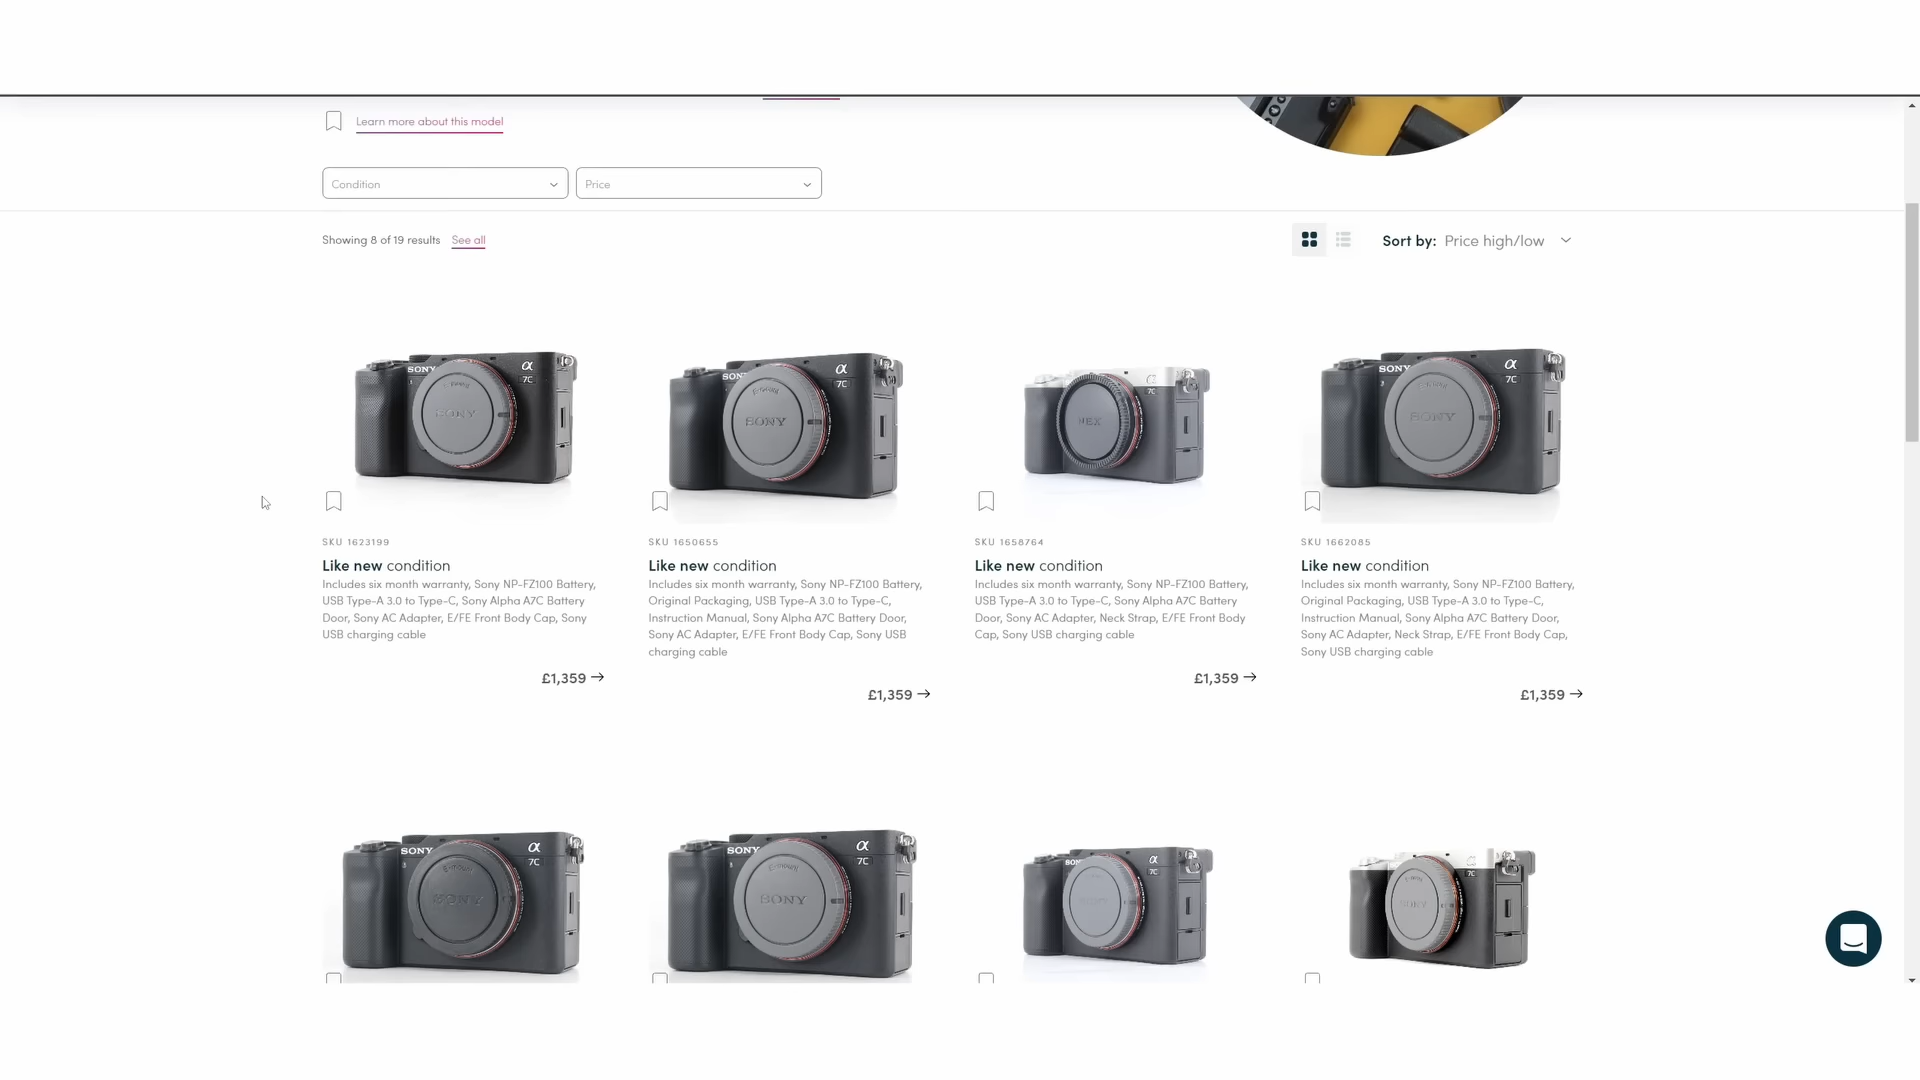 Learn more about this model
Condition
Price
Showing 8 of 19 results
See all
Sort by: Price high/low
SONY α 7C
SONY
SONY α 7C
SONY
7C
NEX
SONY α 7C
SONY
SKU 1623199
Like new condition
Includes six month warranty, Sony NP-FZ100 Battery,
USB Type-A 3.0 to Type-C, Sony Alpha A7C Battery
Door, Sony AC Adapter, E/FE Front Body Cap, Sony
USB charging cable
£1,359
SKU 1650655
Like new condition
Includes six month warranty, Sony NP-FZ100 Battery,
Original Packaging, USB Type-A 3.0 to Type-C,
Instruction Manual, Sony Alpha A7C Battery Door,
Sony AC Adapter, E/FE Front Body Cap, Sony USB
charging cable
£1,359
SKU 1658764
Like new condition
Includes six month warranty, Sony NP-FZ100 Battery,
USB Type-A 3.0 to Type-C, Sony Alpha A7C Battery
Door, Sony AC Adapter, Neck Strap, E/FE Front Body
Cap, Sony USB charging cable
£1,359
SKU 1662085
Like new condition
Includes six month warranty, Sony NP-FZ100 Battery,
Original Packaging, USB Type-A 3.0 to Type-C,
Instruction Manual, Sony Alpha A7C Battery Door,
Sony AC Adapter, Neck Strap, E/FE Front Body Cap,
Sony USB charging cable
£1,359
SONY α 7C
E-mount
SONY
SONY α 7C
E-mount
SONY
SONY α 7C
7C
SONY